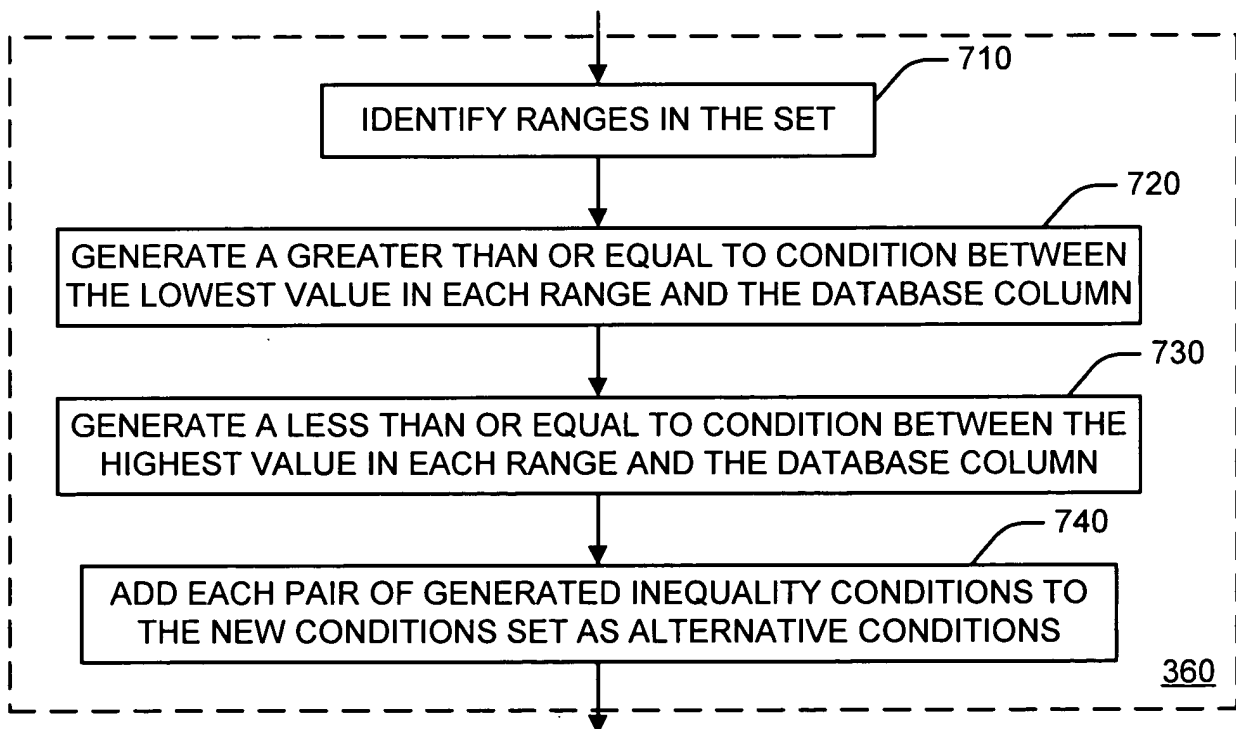 710
IDENTIFY RANGES IN THE SET
720
GENERATE A GREATER THAN OR EQUAL TO CONDITION BETWEEN
THE LOWEST VALUE IN EACH RANGE AND THE DATABASE COLUMN
730
GENERATE A LESS THAN OR EQUAL TO CONDITION BETWEEN THE
HIGHEST VALUE IN EACH RANGE AND THE DATABASE COLUMN
740
ADD EACH PAIR OF GENERATED INEQUALITY CONDITIONS TO
THE NEW CONDITIONS SET AS ALTERNATIVE CONDITIONS
360